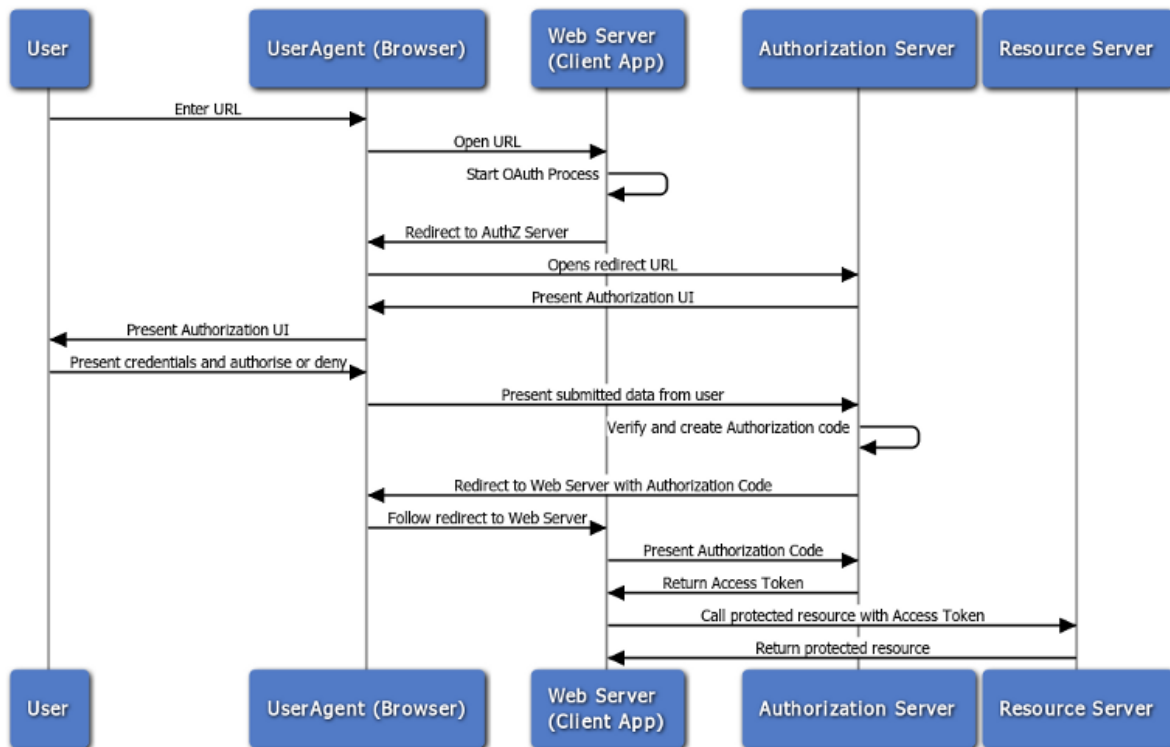 User
UserAgent (Browser)
Web Server
(Client App)
Authorization Server
Resource Server
Enter URL
Open URL
Start OAuth Process
Redirect to AuthZ Server
Opens redirect URL
Present Authorization UI
Present Authorization UI
Present credentials and authorise or deny
Present submitted data from user
Verify and create Authorization code
Redirect to Web Server with Authorization Code
Follow redirect to Web Server
Present Authorization Code
Return Access Token
Call protected resource with Access Token
Return protected resource
User
UserAgent (Browser)
Web Server
(Client App)
Authorization Server
Resource Server